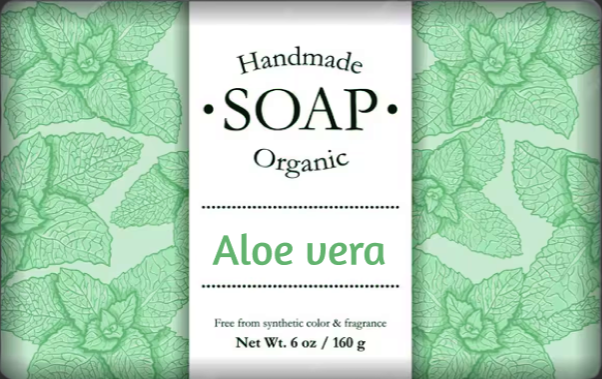 Handmade
• SOAP •
Organic
Aloe vera
Free from synthetic color & fragrance
Net Wt. 6 oz / 160 g